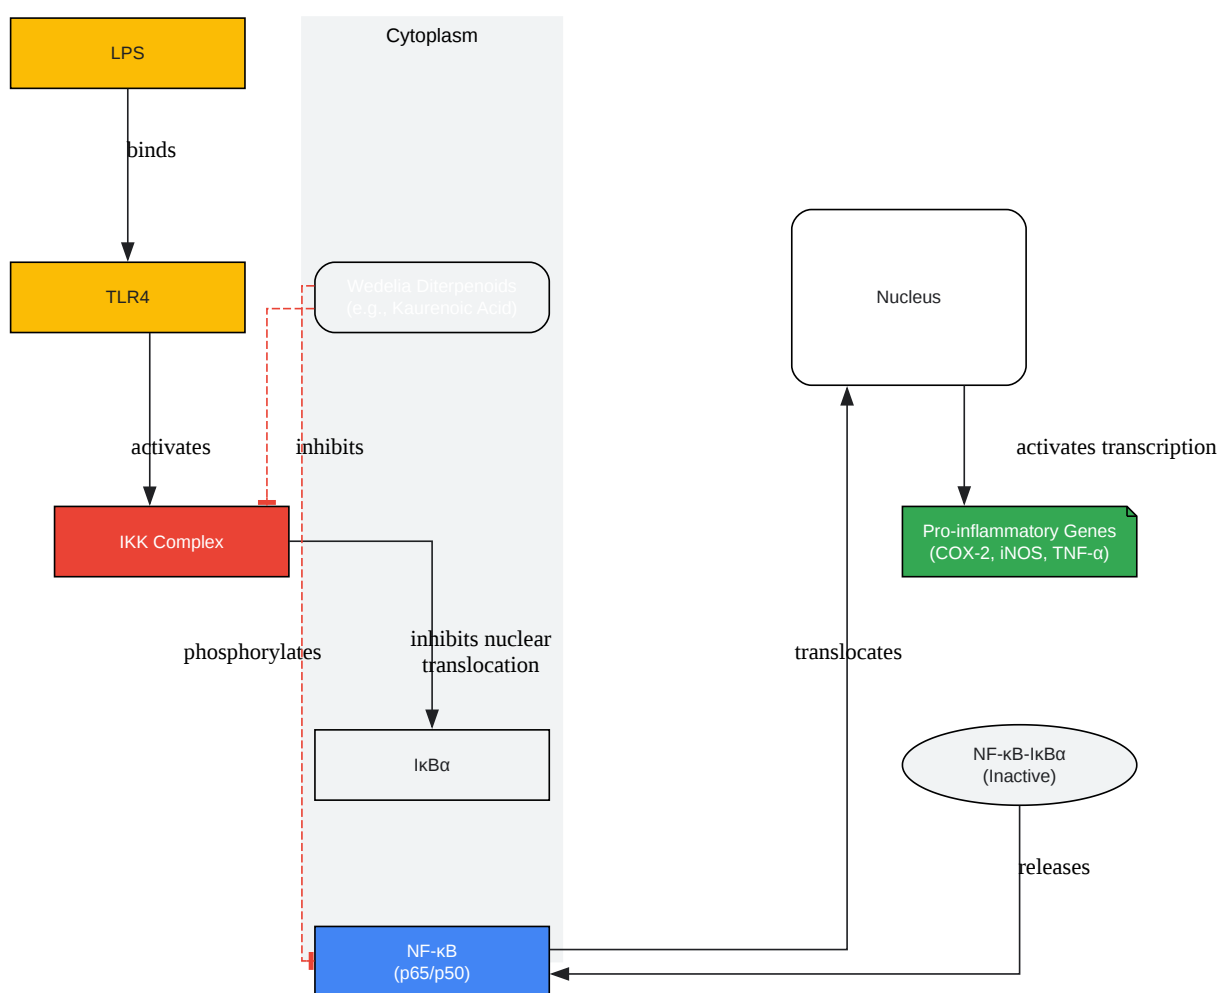 Cytoplasm
LPS
binds
TLR4
Wedelia Diterpenoids
(e.g., Kaurenoic Acid)
Nucleus
activates
inhibits
activates transcription
IKK Complex
Pro-inflammatory Genes
(COX-2, iNOS, TNF-α)
phosphorylates
inhibits nuclear
translocation
translocates
IκBα
NF-κB-IκBα
(Inactive)
releases
NF-κB
(p65/p50)